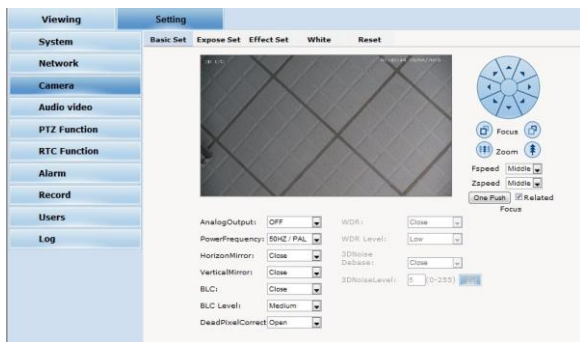 Viewing Setting
System
Network
Camera
Audio video
PTZ Function
RTC Function
Alarm
Record
Users
Log
Basic Set Expose Set Effect Set White Reset
Focus
Zoom
Fspeed Middle
Zspeed Middle
One Push Related
Focus
AnalogOutput: OFF
PowerFrequency: 50HZ / PAL
HorizonMirror: Close
VerticalMirror: Close
BLC: Close
BLC Level: Medium
DeadPixelCorrect Open
WDR: Close
WDR Level: Low
3DNoise
Debase: Close
3DNoiseLevel: 5 (0-255)